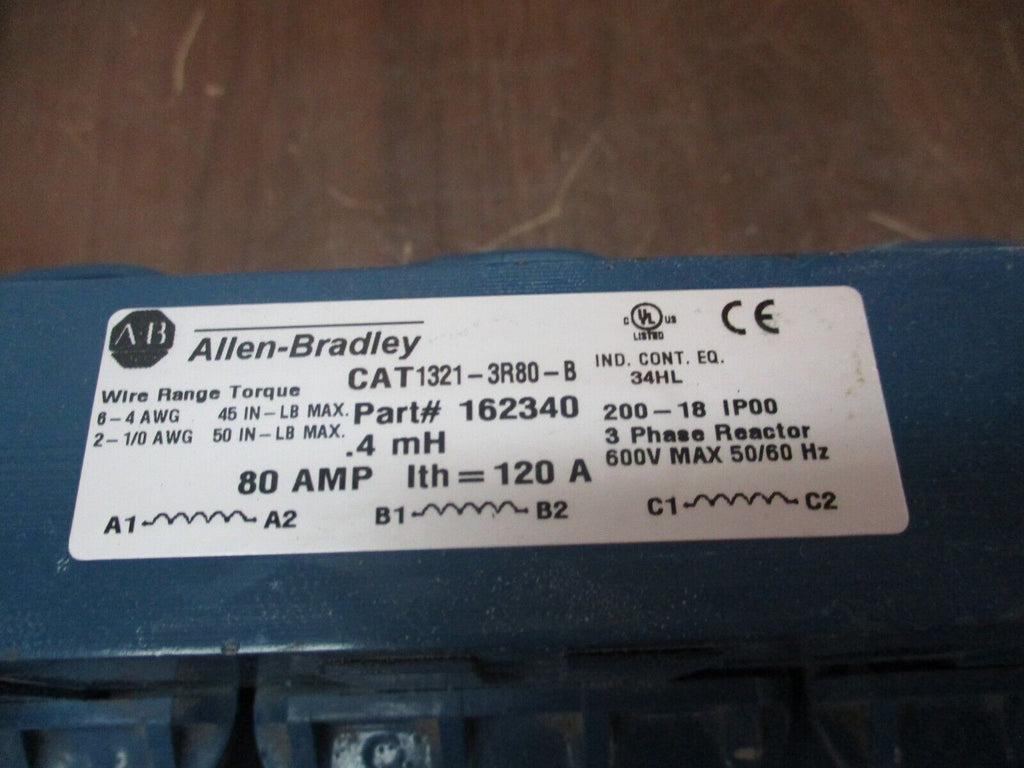 A·B
Allen-Bradley
C UL US
LISTED
CE
CAT1321-3R80-B
IND. CONT. EQ.
34HL
Wire Range Torque
6-4 AWG 45 IN-LB MAX.
2-1/0 AWG 50 IN-LB MAX.
Part# 162340
.4 mH
200-18 IP00
3 Phase Reactor
600V MAX 50/60 Hz
80 AMP Ith = 120 A
A1 A2 B1 B2 C1 C2